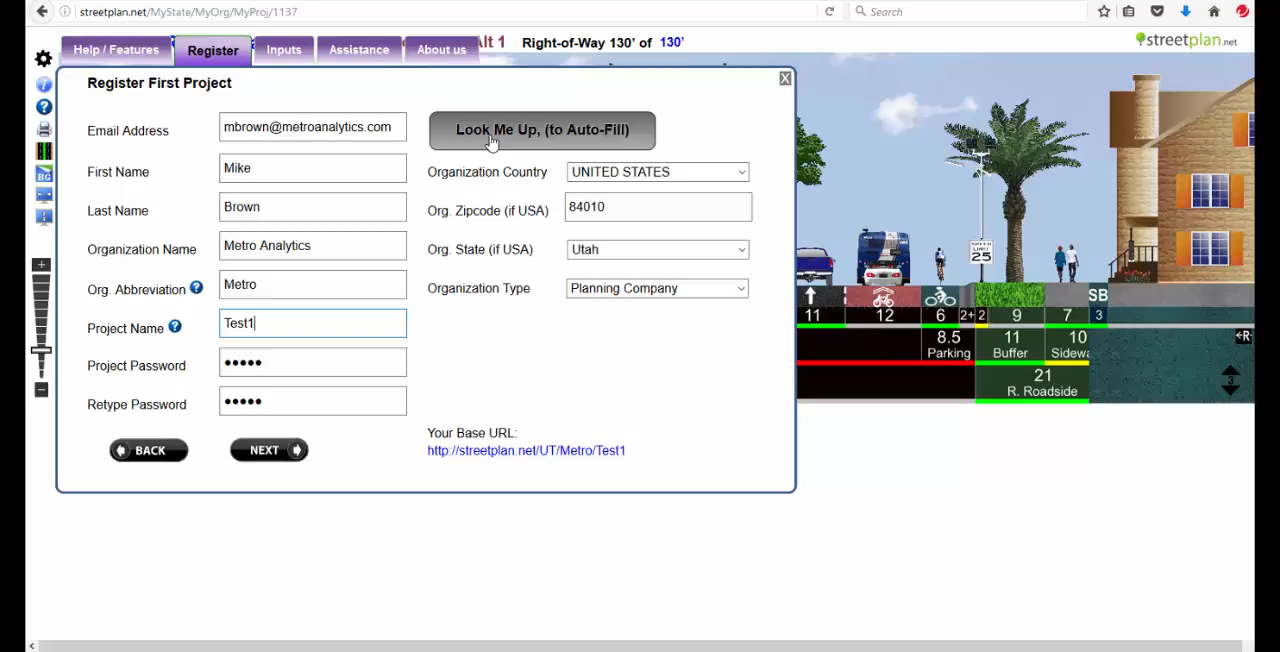 streetplan.net/MyState/MyOrg/MyProj/1137
Search
Help / Features
Register
Inputs
Assistance
About us
Alt 1
Right-of-Way 130' of 130'
streetplan.net
Register First Project
X
Email Address
mbrown@metroanalytics.com
Look Me Up, (to Auto-Fill)
First Name
Mike
Organization Country
UNITED STATES
Last Name
Brown
Org. Zipcode (if USA)
84010
Organization Name
Metro Analytics
Org. State (if USA)
Utah
Org. Abbreviation
Metro
Organization Type
Planning Company
Project Name
Test1
Project Password
•••••
Retype Password
•••••
BACK
NEXT
Your Base URL:
http://streetplan.net/UT/Metro/Test1
BG
SPEED LIMIT
25
SB
11 12 6 2+ 2 9 7 3
8.5 11 10
Parking Buffer Sidew
21
R. Roadside
R
3